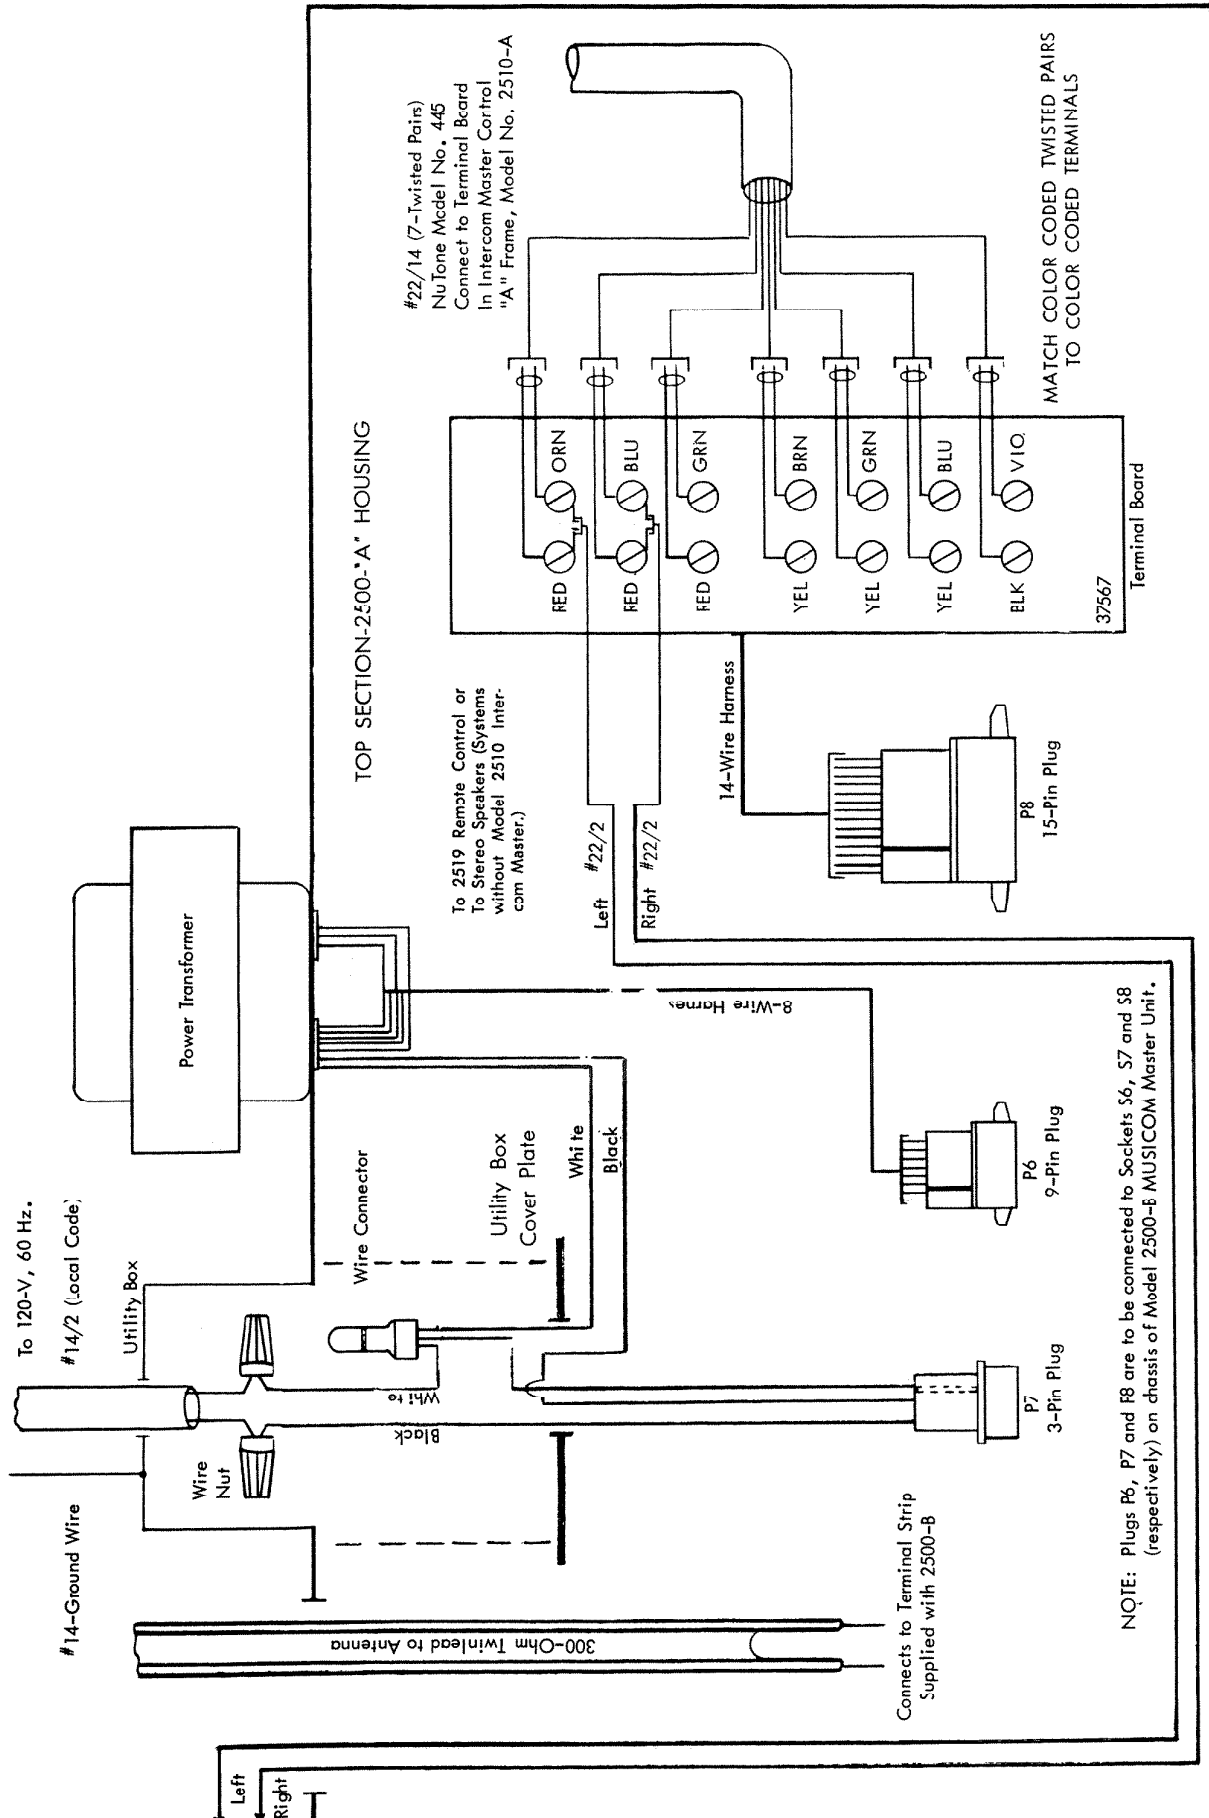 To 120-V, 60 Hz.
#14/2 (Local Code)
Utility Box
#14-Ground Wire
Wire
Nut
Wire Connector
Utility Box
Cover Plate
White
Black
White
Black
300-Ohm Twinlead to Antenna
Connects to Terminal Strip
Supplied with 2500-B
Left
Right
Power Transformer
8-Wire Harnes
P7
3-Pin Plug
P6
9-Pin Plug
P8
15-Pin Plug
14-Wire Harness
TOP SECTION-2500-"A" HOUSING
To 2519 Remote Control or
To Stereo Speakers (Systems
without Model 2510 Inter-
com Master.)
Left #22/2
Right #22/2
#22/14 (7-Twisted Pairs)
NuTone Model No. 445
Connect to Terminal Board
In Intercom Master Control
"A" Frame, Model No. 2510-A
RED ORN
RED BLU
RED GRN
YEL BRN
YEL GRN
YEL BLU
BLK VIO.
37567
Terminal Board
MATCH COLOR CODED TWISTED PAIRS
TO COLOR CODED TERMINALS
NOTE: Plugs P6, P7 and P8 are to be connected to Sockets S6, S7 and S8
(respectively) on chassis of Model 2500-B MUSICOM Master Unit.